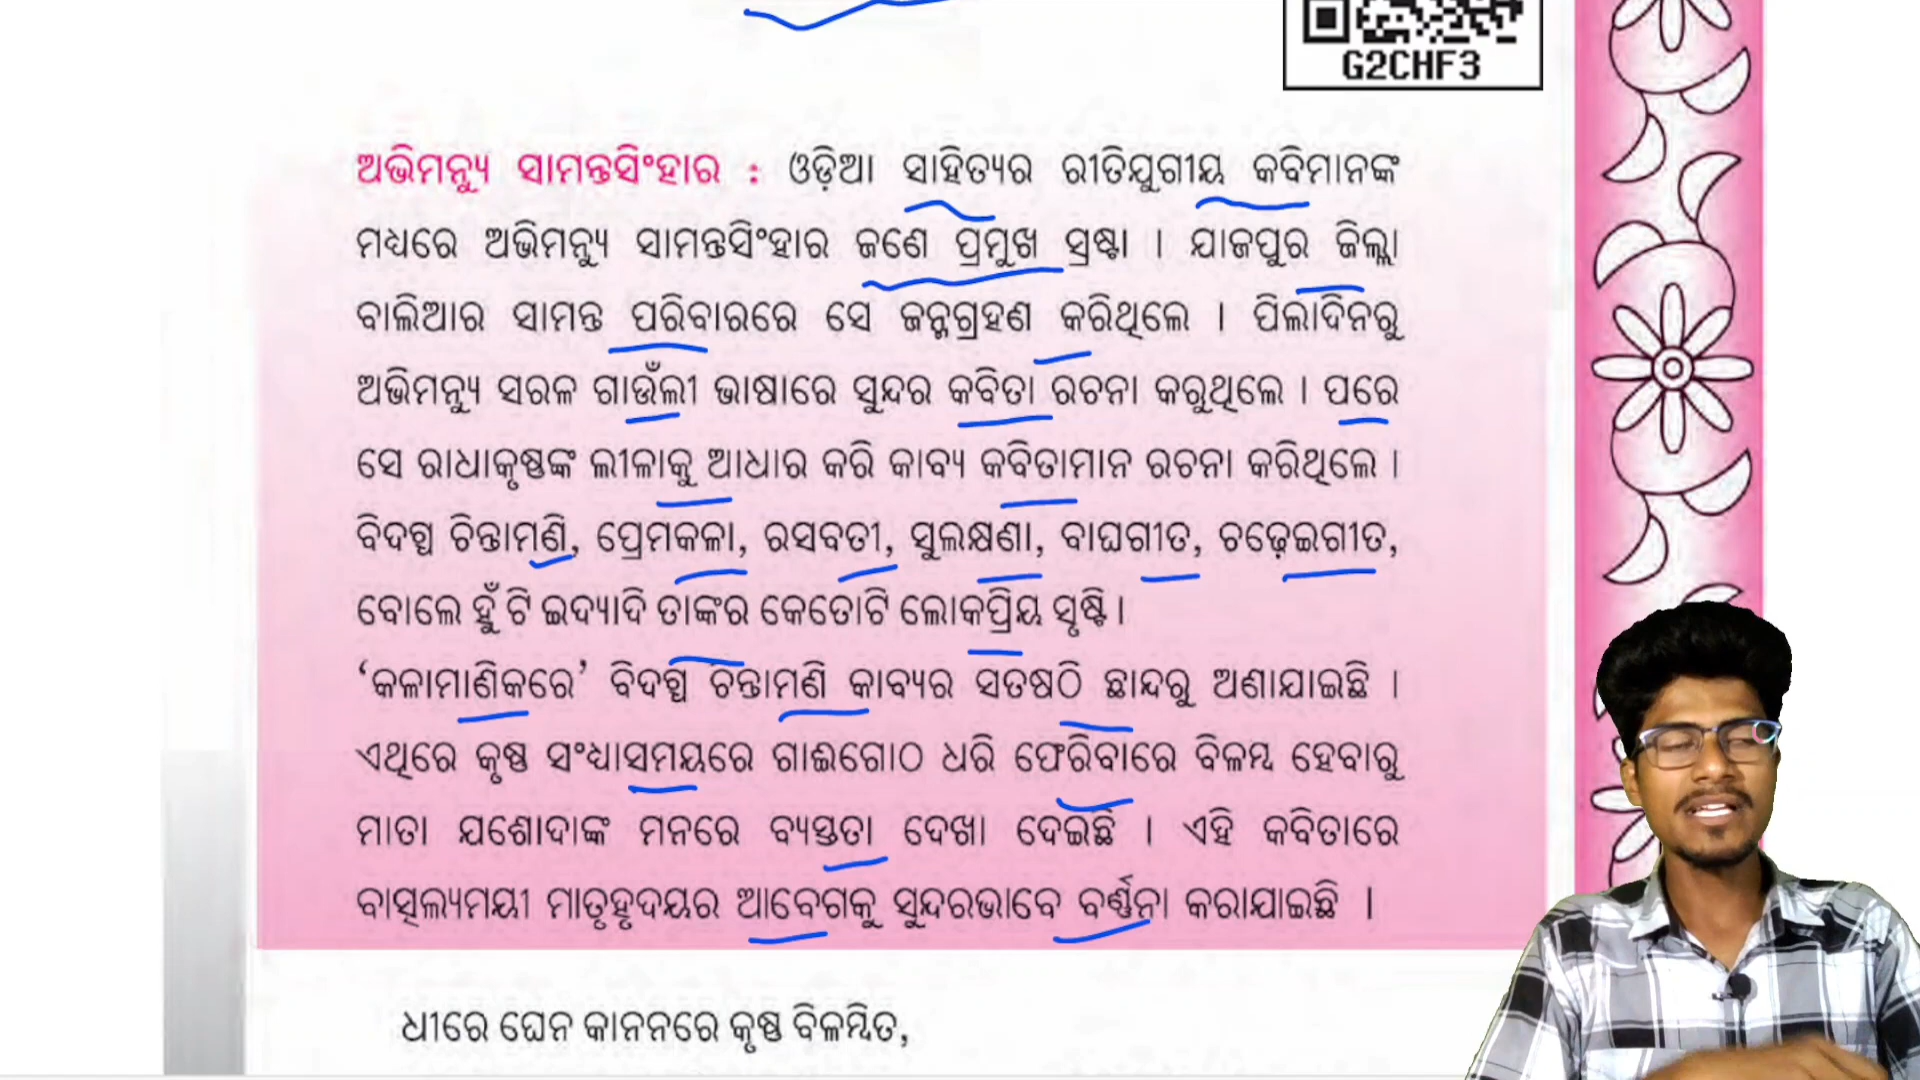 G2CHF3
ଅଭିମନ୍ୟୁ ସାମନ୍ତସିଂହାର : ଓଡ଼ିଆ ସାହିତ୍ୟର ରୀତିଯୁଗୀୟ କବିମାନଙ୍କ
ମଧ୍ୟରେ ଅଭିମନ୍ୟୁ ସାମନ୍ତସିଂହାର ଜଣେ ପ୍ରମୁଖ ସ୍ରଷ୍ଟା । ଯାଜପୁର ଜିଲ୍ଲା
ବାଲିଆର ସାମନ୍ତ ପରିବାରରେ ସେ ଜନ୍ମଗ୍ରହଣ କରିଥିଲେ । ପିଲାଦିନରୁ
ଅଭିମନ୍ୟୁ ସରଳ ଗାଉଁଲୀ ଭାଷାରେ ସୁନ୍ଦର କବିତା ରଚନା କରୁଥିଲେ । ପରେ
ସେ ରାଧାକୃଷ୍ଣଙ୍କ ଲୀଳାକୁ ଆଧାର କରି କାବ୍ୟ କବିତାମାନ ରଚନା କରିଥିଲେ ।
ବିଦଗ୍ଧ ଚିନ୍ତାମଣି, ପ୍ରେମକଳା, ରସବତୀ, ସୁଲକ୍ଷଣା, ବାଘଗୀତ, ଚଢ଼େଇଗୀତ,
ବୋଲେ ହୁଁ ଟି ଇତ୍ୟାଦି ତାଙ୍କର କେତୋଟି ଲୋକପ୍ରିୟ ସୃଷ୍ଟି ।
‘କଳାମାଣିକରେ’ ବିଦଗ୍ଧ ଚିନ୍ତାମଣି କାବ୍ୟର ସତଷଠି ଛାନ୍ଦରୁ ଅଣାଯାଇଛି ।
ଏଥିରେ କୃଷ୍ଣ ସଂଧ୍ୟାସମୟରେ ଗାଈଗୋଠ ଧରି ଫେରିବାରେ ବିଳମ୍ବ ହେବାରୁ
ମାତା ଯଶୋଦାଙ୍କ ମନରେ ବ୍ୟସ୍ତତା ଦେଖା ଦେଇଛି । ଏହି କବିତାରେ
ବାତ୍ସଲ୍ୟମୟୀ ମାତୃହୃଦୟର ଆବେଗକୁ ସୁନ୍ଦରଭାବେ ବର୍ଣ୍ଣନା କରାଯାଇଛି ।
ଧୀରେ ଘେନ କାନନରେ କୃଷ୍ଣ ବିଳମ୍ବିତ,